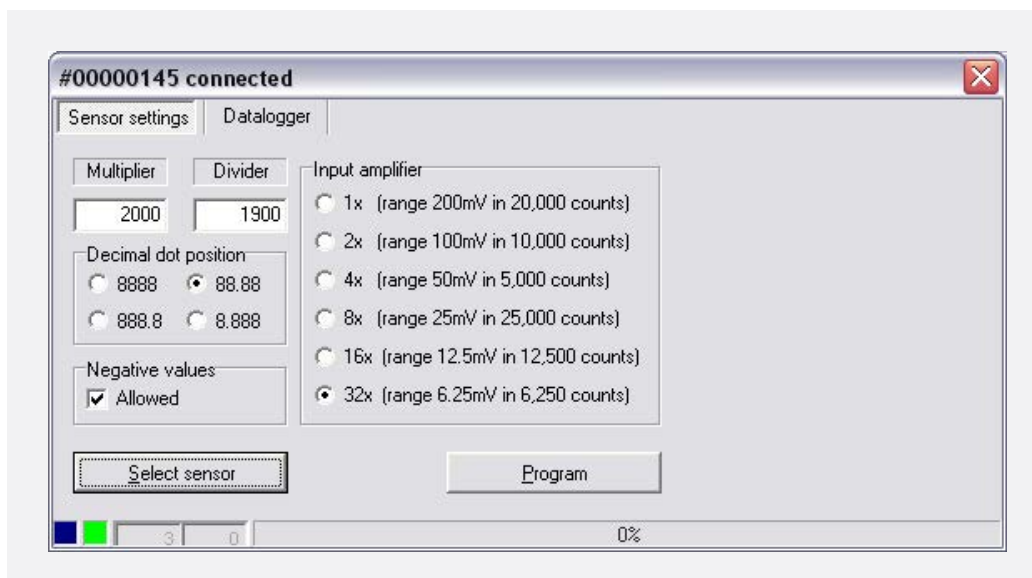 #00000145 connected
Sensor settings
Datalogger
Multiplier
Divider
2000
1900
Decimal dot position
8888
88.88
888.8
8.888
Negative values
Allowed
Input amplifier
1x (range 200mV in 20,000 counts)
2x (range 100mV in 10,000 counts)
4x (range 50mV in 5,000 counts)
8x (range 25mV in 25,000 counts)
16x (range 12.5mV in 12,500 counts)
32x (range 6.25mV in 6,250 counts)
Select sensor
Program
3
0
0%